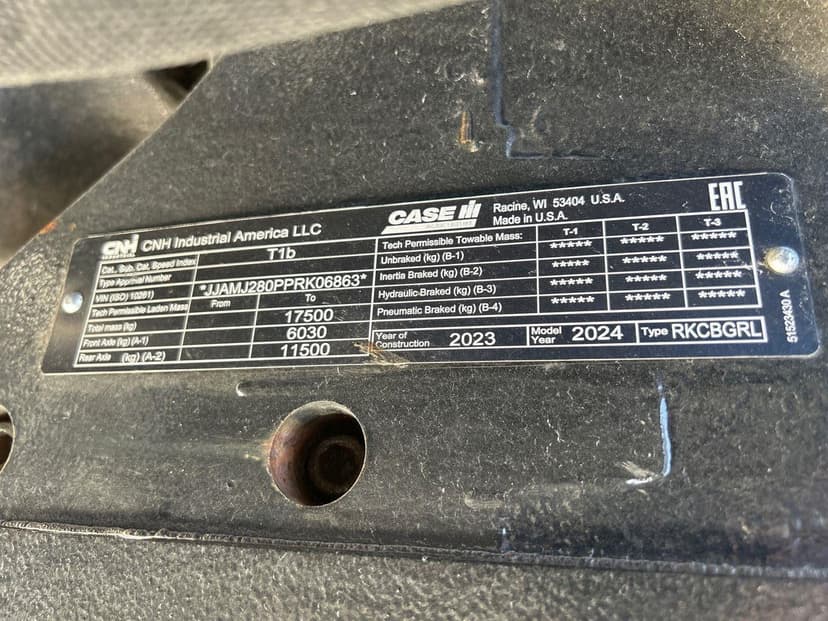 CNH INDUSTRIAL CNH Industrial America LLC
CASE IH AGRICULTURE
Racine, WI 53404 U.S.A.
Made in U.S.A.
EAC
Cat., Sub, Cat, Speed Index T1b
Type Approval Number
VIN (ISO) 10261) *JJAMJ280PPRK06863*
Tech Permissible Laden Mass From To
Total mass (kg) 17500
Front Axle (kg) (A-1) 6030
Rear Axle (kg) (A-2) 11500
Tech Permissible Towable Mass: T-1 T-2 T-3
Unbraked (kg) (B-1) ***** ***** *****
Inertia Braked (kg) (B-2) ***** ***** *****
Hydraulic-Braked (kg) (B-3) ***** ***** *****
Pneumatic Braked (kg) (B-4) ***** ***** *****
Year of Construction 2023 Model Year 2024 Type RKCBGRL
51523430 A